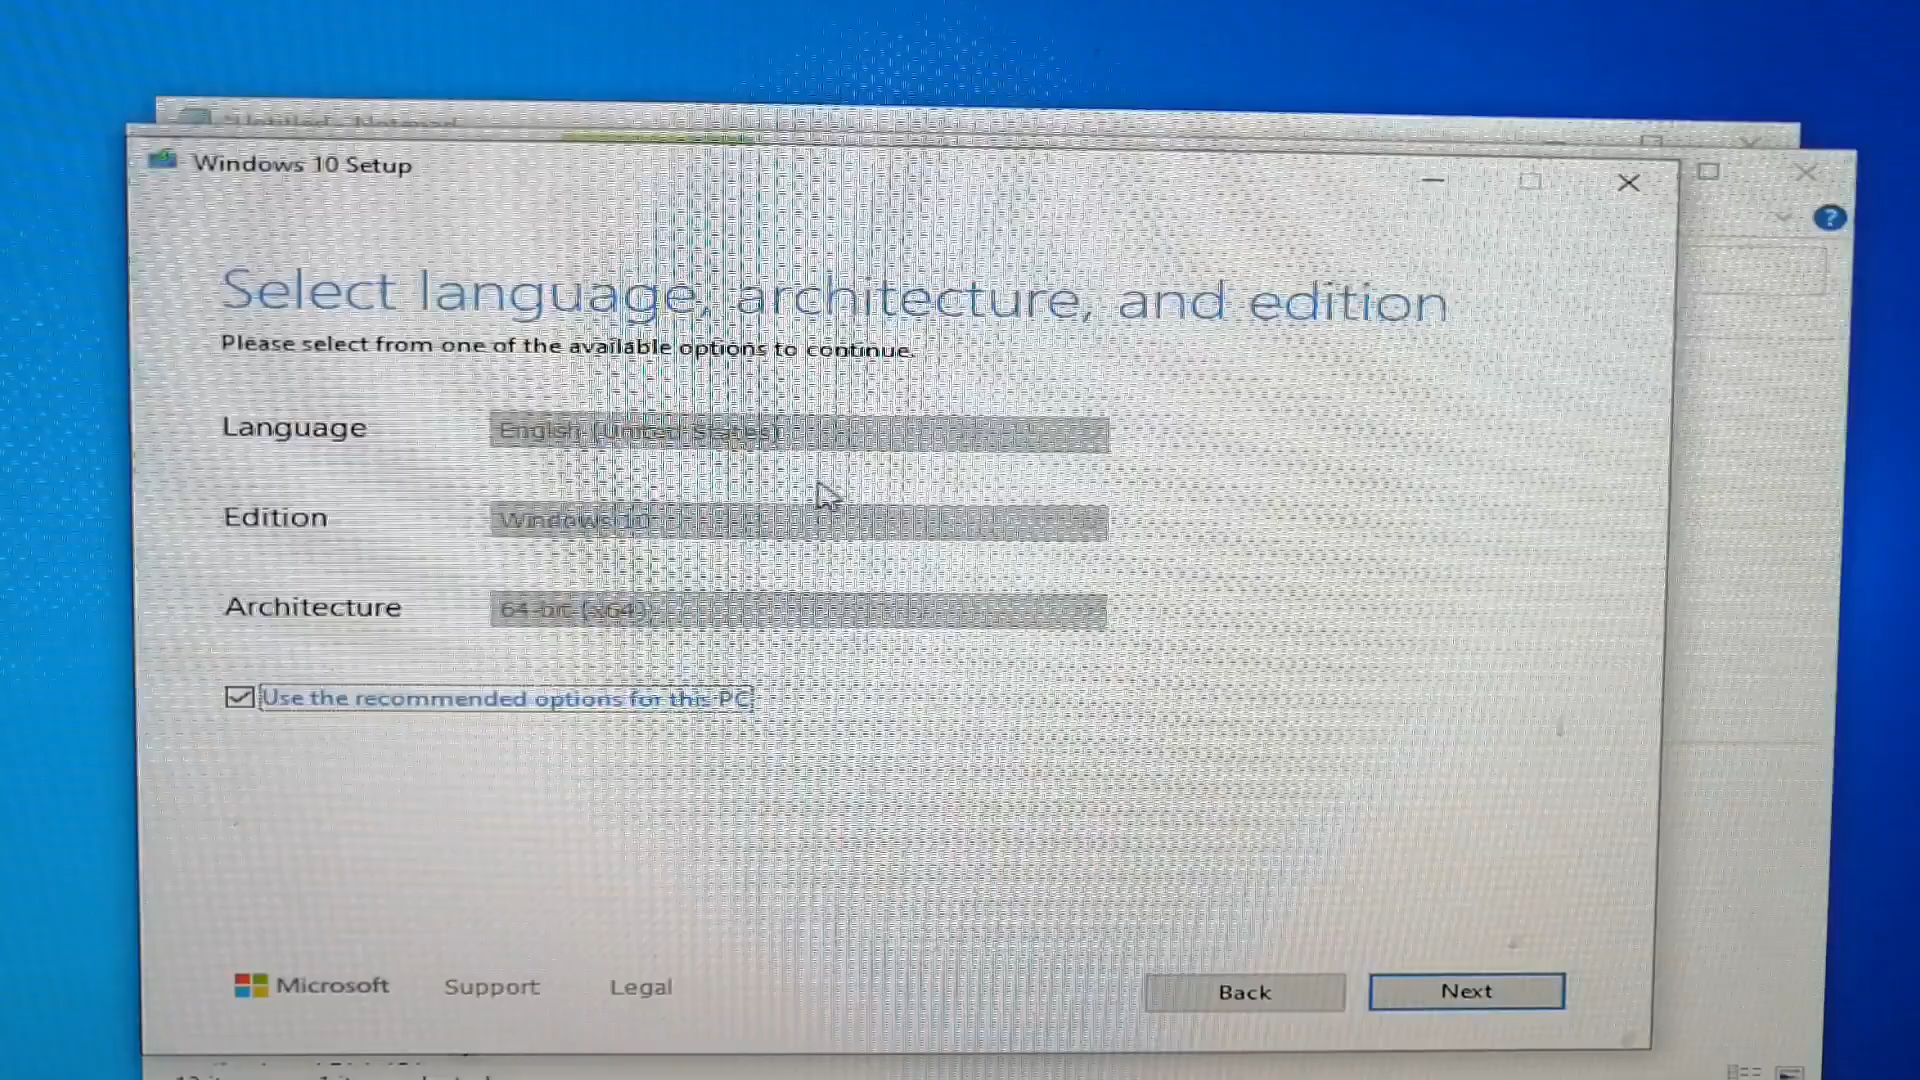 *Untitled - Notepad
Windows 10 Setup
?
Select language, architecture, and edition
Please select from one of the available options to continue.
Language
English (United States)
Edition
Windows 10
Architecture
64-bit (x64)
Use the recommended options for this PC
Microsoft
Support
Legal
Back
Next